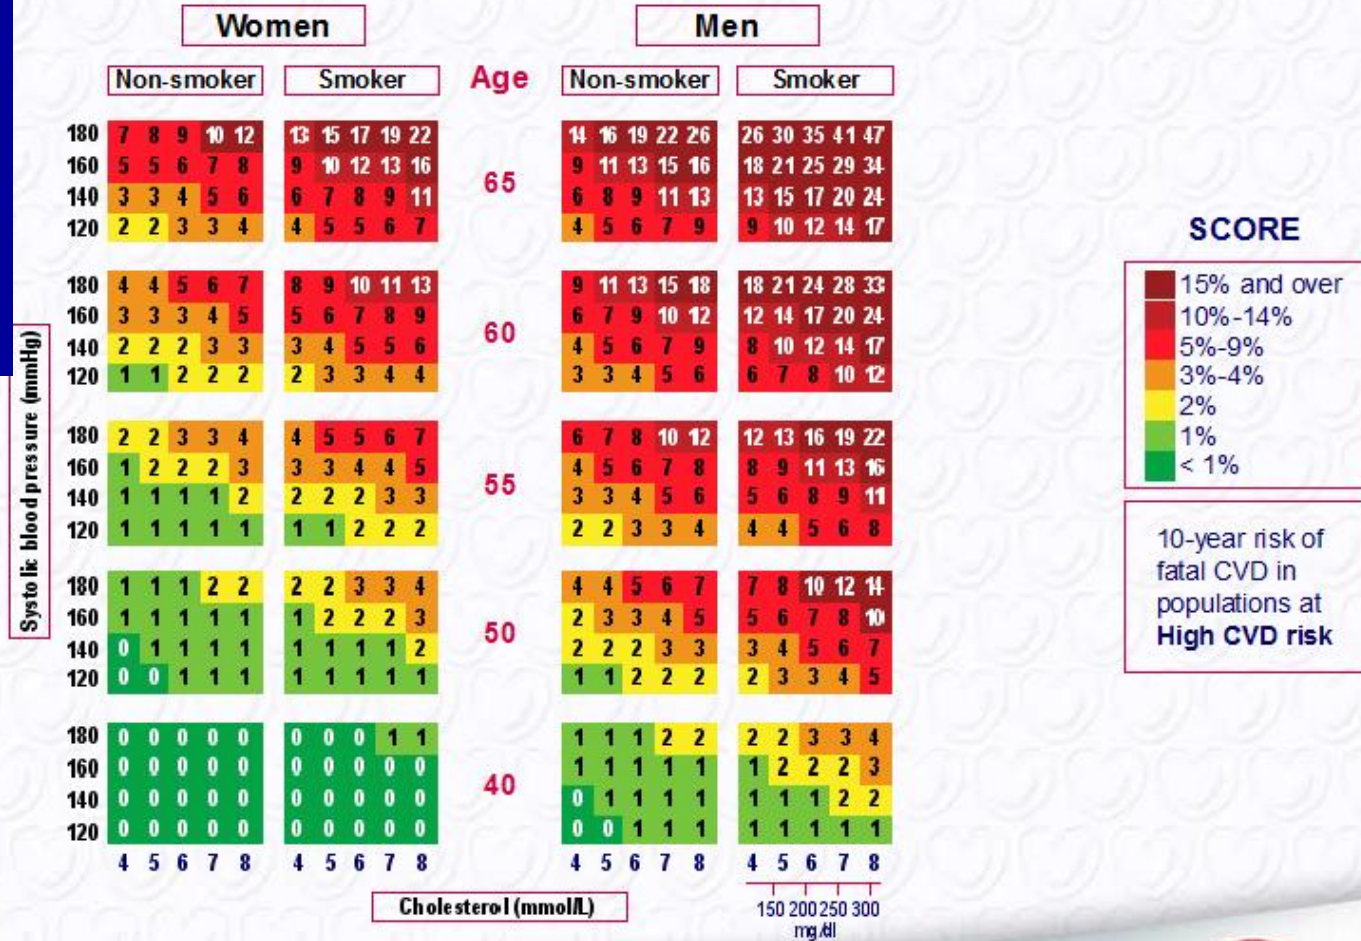 Women Men
Non-smoker Smoker Age Non-smoker Smoker
180 7 8 9 10 12 13 15 17 19 22 14 16 19 22 26 26 30 35 41 47
160 5 5 6 7 8 9 10 12 13 16 9 11 13 15 16 18 21 25 29 34
65
140 3 3 4 5 6 6 7 8 9 11 6 8 9 11 13 13 15 17 20 24
120 2 2 3 3 4 4 5 5 6 7 4 5 6 7 9 9 10 12 14 17
180 4 4 5 6 7 8 9 10 11 13 9 11 13 15 18 18 21 24 28 33
160 3 3 3 4 5 5 6 7 8 9 6 7 9 10 12 12 14 17 20 24
60
140 2 2 2 3 3 3 4 5 5 6 4 5 6 7 9 8 10 12 14 17
120 1 1 2 2 2 2 3 3 4 4 3 3 4 5 6 6 7 8 10 12
180 2 2 3 3 4 4 5 5 6 7 6 7 8 10 12 12 13 16 19 22
160 1 2 2 2 3 3 3 4 4 5 4 5 6 7 8 8 9 11 13 16
55
140 1 1 1 1 2 2 2 2 3 3 3 3 4 5 6 5 6 8 9 11
120 1 1 1 1 1 1 1 2 2 2 2 2 3 3 4 4 4 5 6 8
180 1 1 1 2 2 2 2 3 3 4 4 4 5 6 7 7 8 10 12 14
160 1 1 1 1 1 1 2 2 2 3 2 3 3 4 5 5 6 7 8 10
50
140 0 1 1 1 1 1 1 1 1 2 2 2 2 3 3 3 4 5 6 7
120 0 0 1 1 1 1 1 1 1 1 1 1 2 2 2 2 3 3 4 5
180 0 0 0 0 0 0 0 0 1 1 1 1 1 2 2 2 2 3 3 4
160 0 0 0 0 0 0 0 0 0 0 1 1 1 1 1 1 2 2 2 3
40
140 0 0 0 0 0 0 0 0 0 0 0 1 1 1 1 1 1 1 2 2
120 0 0 0 0 0 0 0 0 0 0 0 0 1 1 1 1 1 1 1 1
4 5 6 7 8 4 5 6 7 8 4 5 6 7 8 4 5 6 7 8
Systolic blood pressure (mmHg)
Cholesterol (mmol/L)
150 200 250 300
mg/dl
SCORE
15% and over
10%-14%
5%-9%
3%-4%
2%
1%
< 1%
10-year risk of
fatal CVD in
populations at
High CVD risk